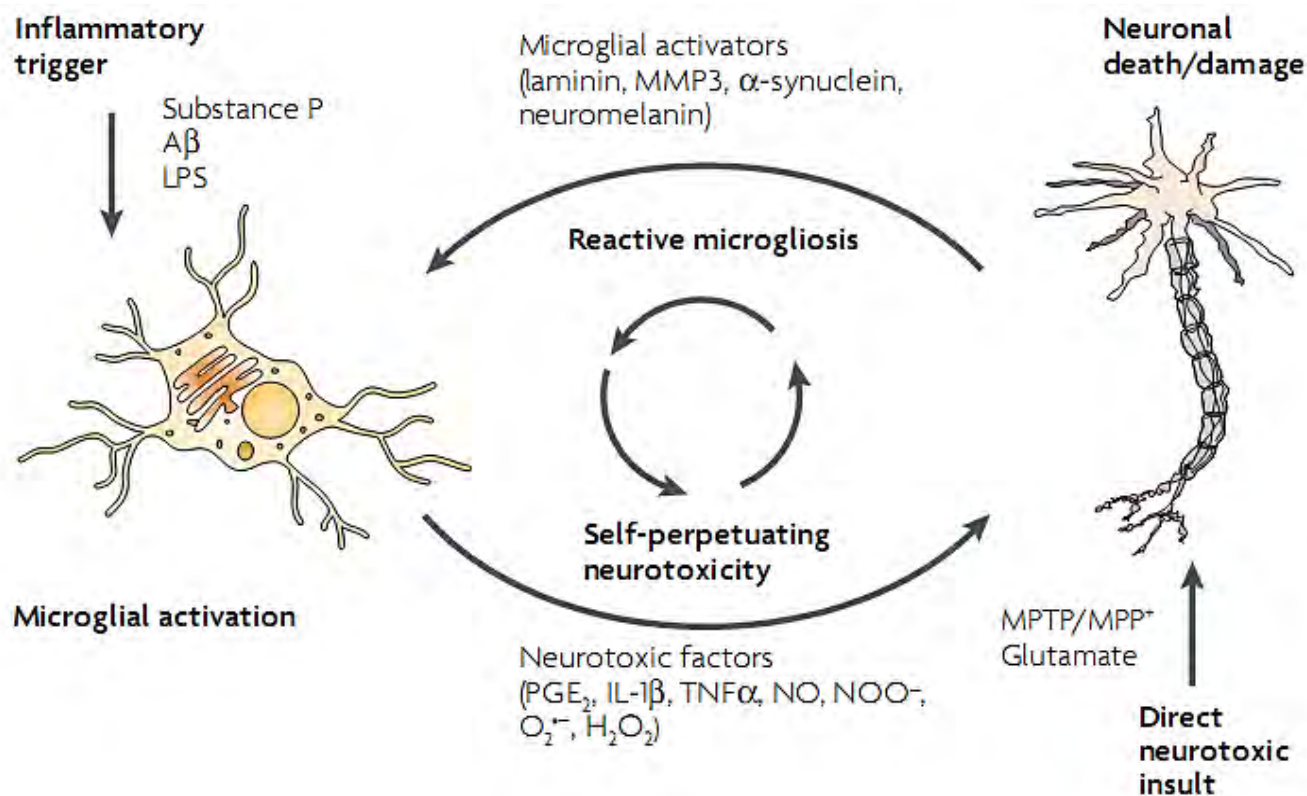 Inflammatory
trigger
Substance P
Aβ
LPS
Microglial activators
(laminin, MMP3, α-synuclein,
neuromelanin)
Neuronal
death/damage
Reactive microgliosis
Self-perpetuating
neurotoxicity
Microglial activation
Neurotoxic factors
(PGE₂, IL-1β, TNFα, NO, NOO⁻,
O₂•⁻, H₂O₂)
MPTP/MPP⁺
Glutamate
Direct
neurotoxic
insult